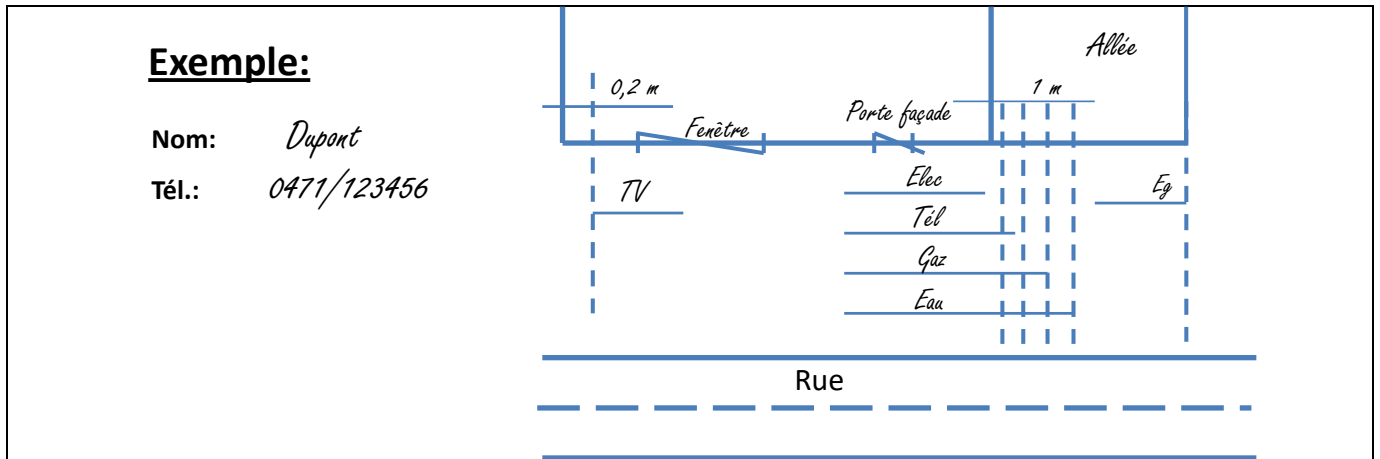 Exemple:
Nom: Dupont
Tél.: 0471/123456
Allée
0,2 m
1 m
Fenêtre
Porte façade
TV
Elec
Eg
Tél
Gaz
Eau
Rue